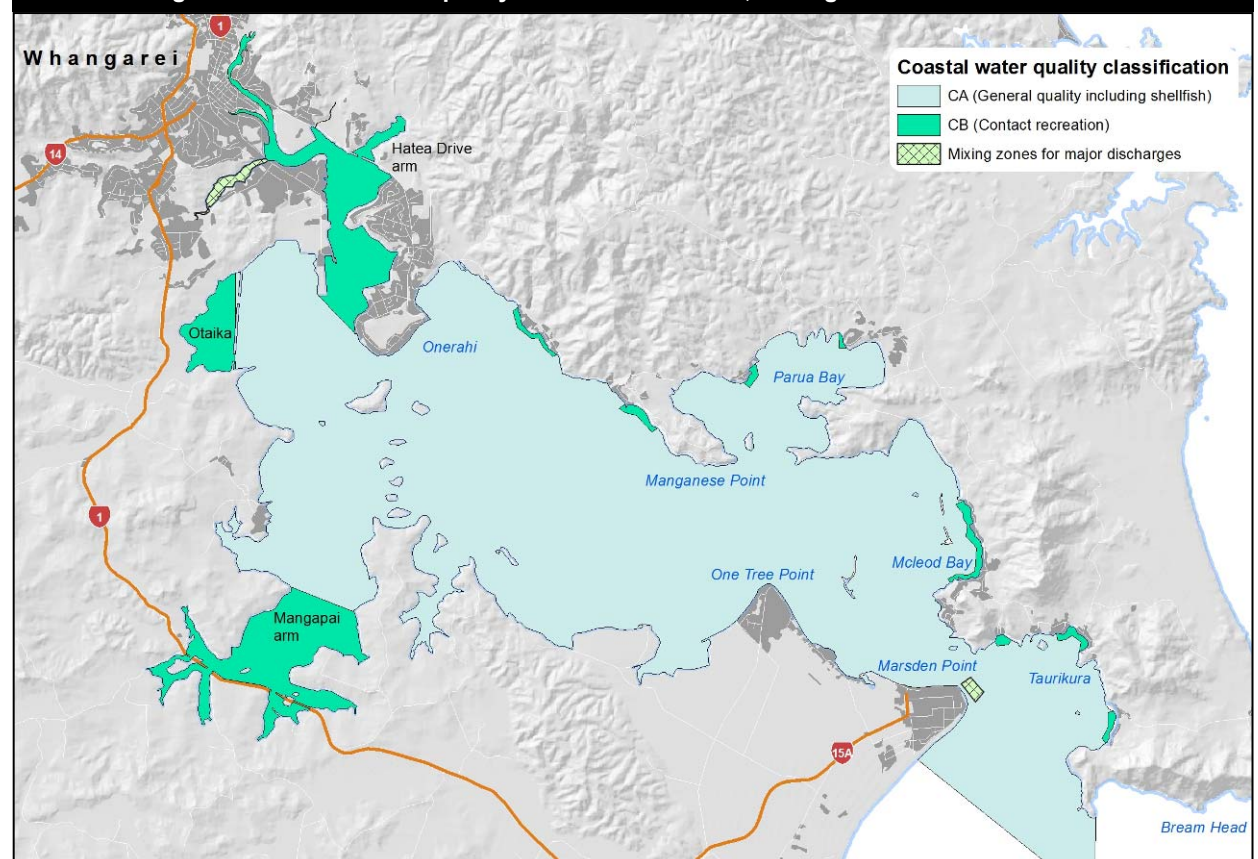 1
Whangarei
Coastal water quality classification
CA (General quality including shellfish)
CB (Contact recreation)
Mixing zones for major discharges
14
Hatea Drive
arm
Otaika
Onerahi
Parua Bay
Manganese Point
1
One Tree Point
Mcleod Bay
Mangapai
arm
Marsden Point
Taurikura
15A
Bream Head